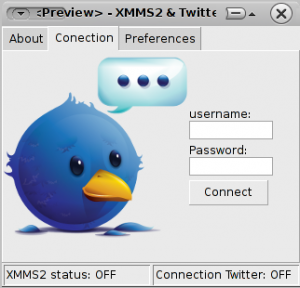 <Preview> - XMMS2 & Twitte
About Conection Preferences
username:
Password:
Connect
XMMS2 status: OFF Connection Twitter: OFF